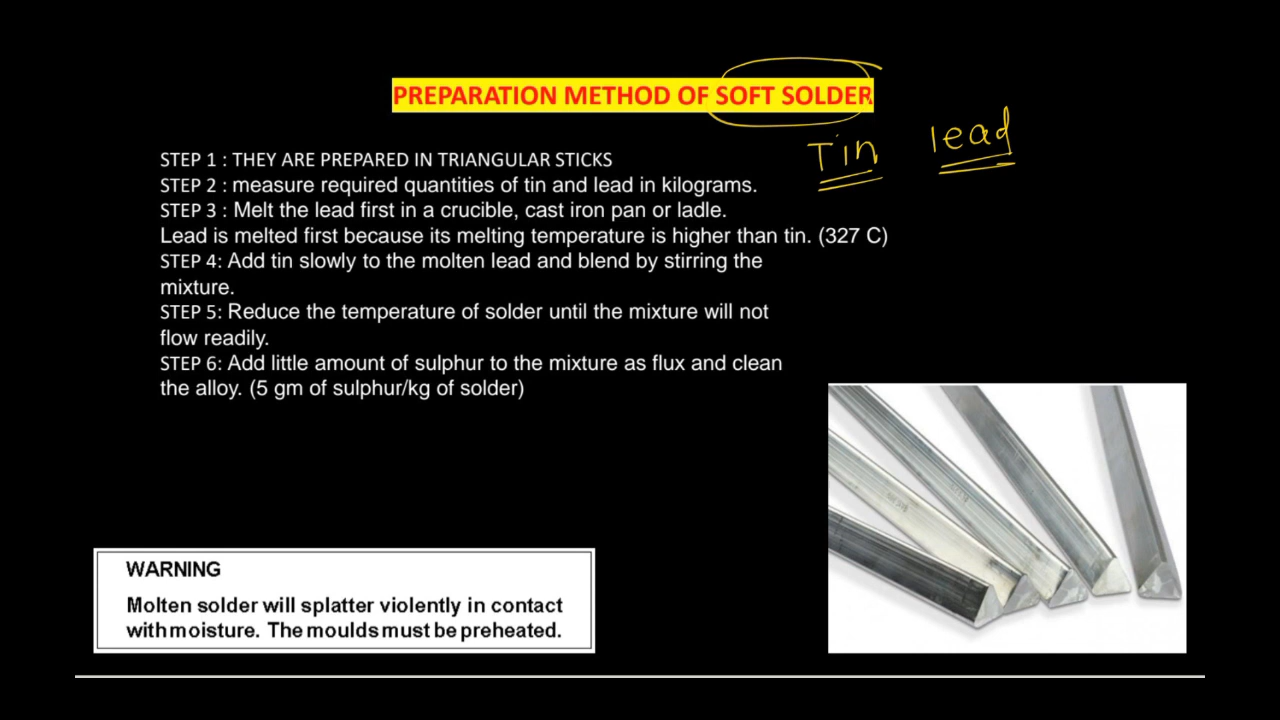 PREPARATION METHOD OF SOFT SOLDER
Tin lead
STEP 1 : THEY ARE PREPARED IN TRIANGULAR STICKS
STEP 2 : measure required quantities of tin and lead in kilograms.
STEP 3 : Melt the lead first in a crucible, cast iron pan or ladle.
Lead is melted first because its melting temperature is higher than tin. (327 C)
STEP 4: Add tin slowly to the molten lead and blend by stirring the
mixture.
STEP 5: Reduce the temperature of solder until the mixture will not
flow readily.
STEP 6: Add little amount of sulphur to the mixture as flux and clean
the alloy. (5 gm of sulphur/kg of solder)
WARNING
Molten solder will splatter violently in contact
with moisture. The moulds must be preheated.